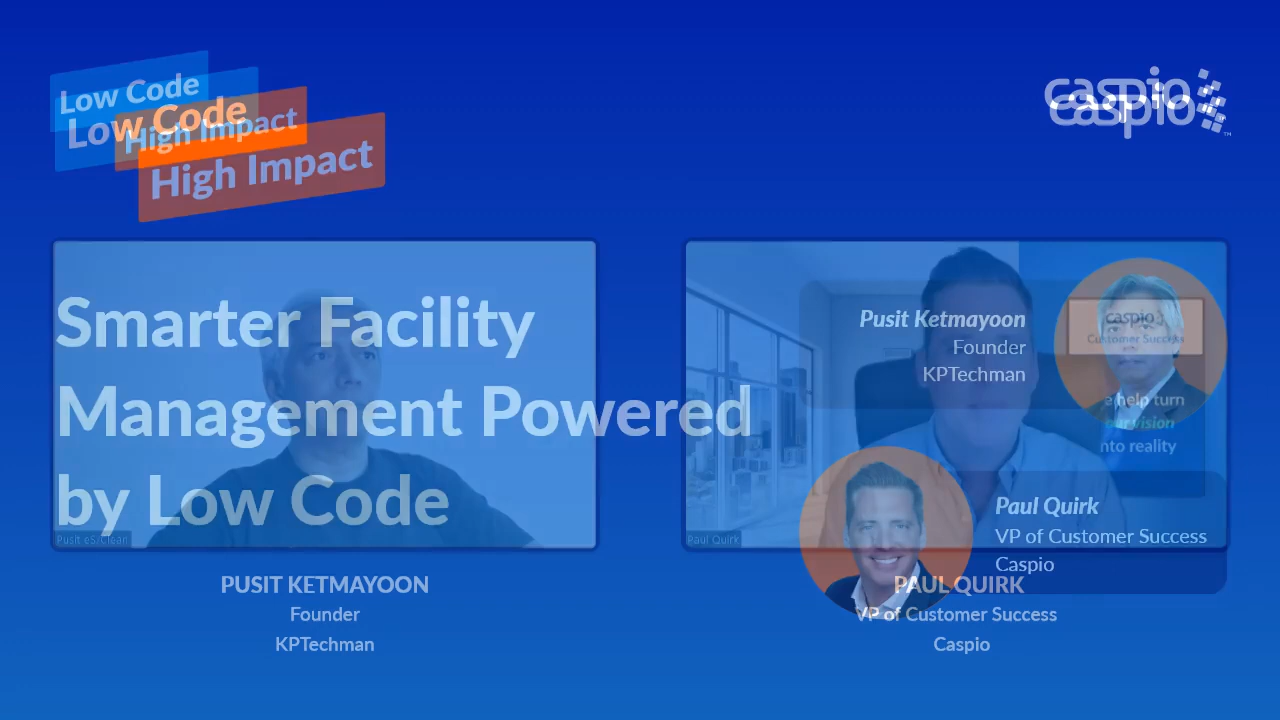 Low Code
High Impact
Low Code
High Impact
caspio
caspio
Smarter Facility
Management Powered
by Low Code
Pusit Ketmayoon
Founder
KPTechman
caspio
Customer Success
help turn
vision
nto reality
Paul Quirk
VP of Customer Success
Caspio
Pusit eSJClean
Paul Quirk
PUSIT KETMAYOON
Founder
KPTechman
PAUL QUIRK
VP of Customer Success
Caspio